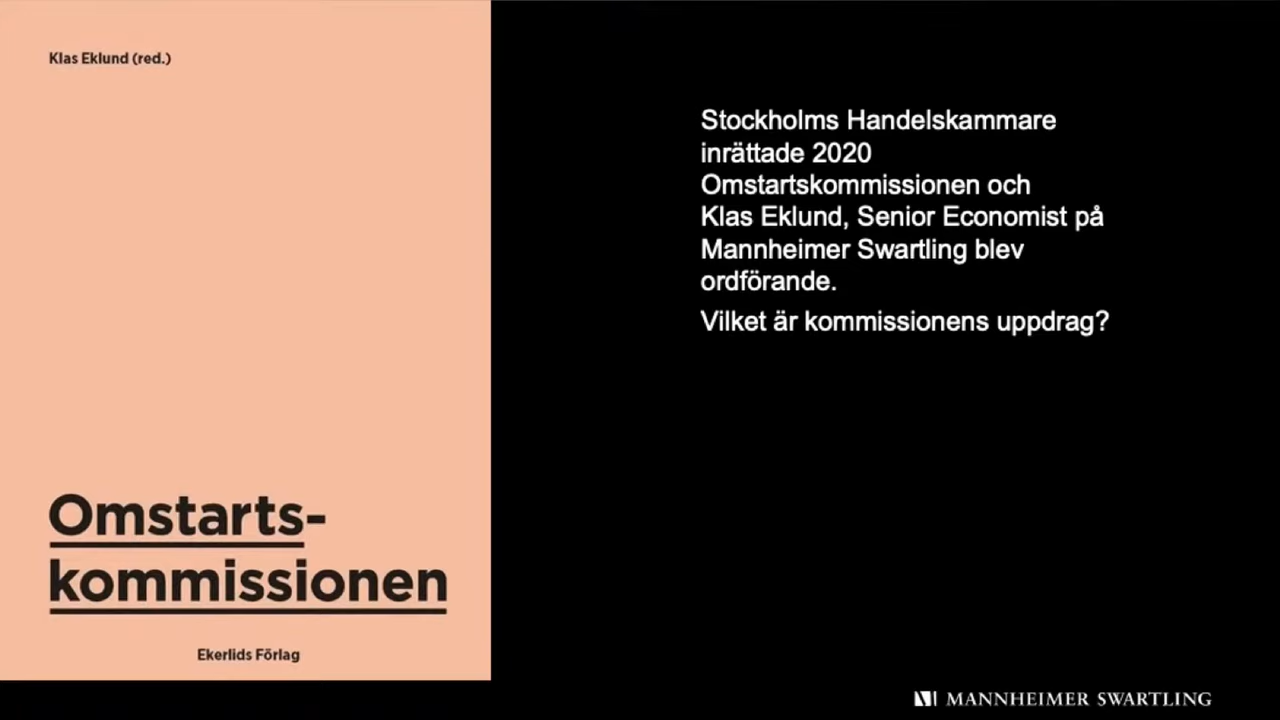 Klas Eklund (red.)
Omstarts-
kommissionen
Ekerlids Förlag
Stockholms Handelskammare
inrättade 2020
Omstartskommissionen och
Klas Eklund, Senior Economist på
Mannheimer Swartling blev
ordförande.
Vilket är kommissionens uppdrag?
MANNHEIMER SWARTLING